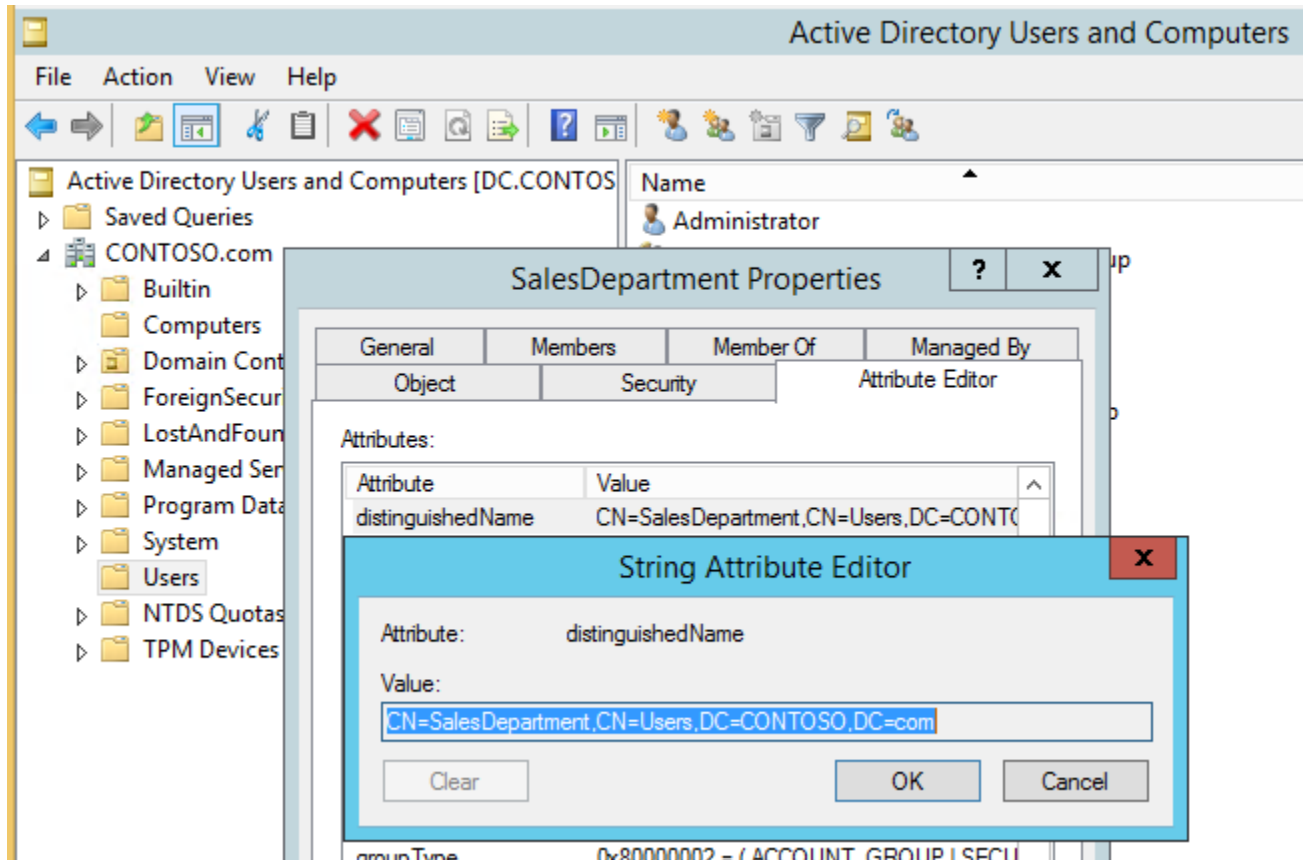 Active Directory Users and Computers
File Action View Help
Active Directory Users and Computers [DC.CONTOS
Name
Saved Queries
Administrator
CONTOSO.com
up
SalesDepartment Properties
? x
Builtin
Computers
General Members Member Of Managed By
Domain Cont
Object Security Attribute Editor
ForeignSecur
LostAndFoun
Attributes:
Managed Ser
Attribute Value
Program Data
distinguishedName CN=SalesDepartment,CN=Users,DC=CONTO
System
String Attribute Editor
x
Users
NTDS Quotas
Attribute: distinguishedName
TPM Devices
Value:
CN=SalesDepartment,CN=Users,DC=CONTOSO,DC=com
Clear OK Cancel
groupType 0x80000002 = ( ACCOUNT_GROUP | SECU